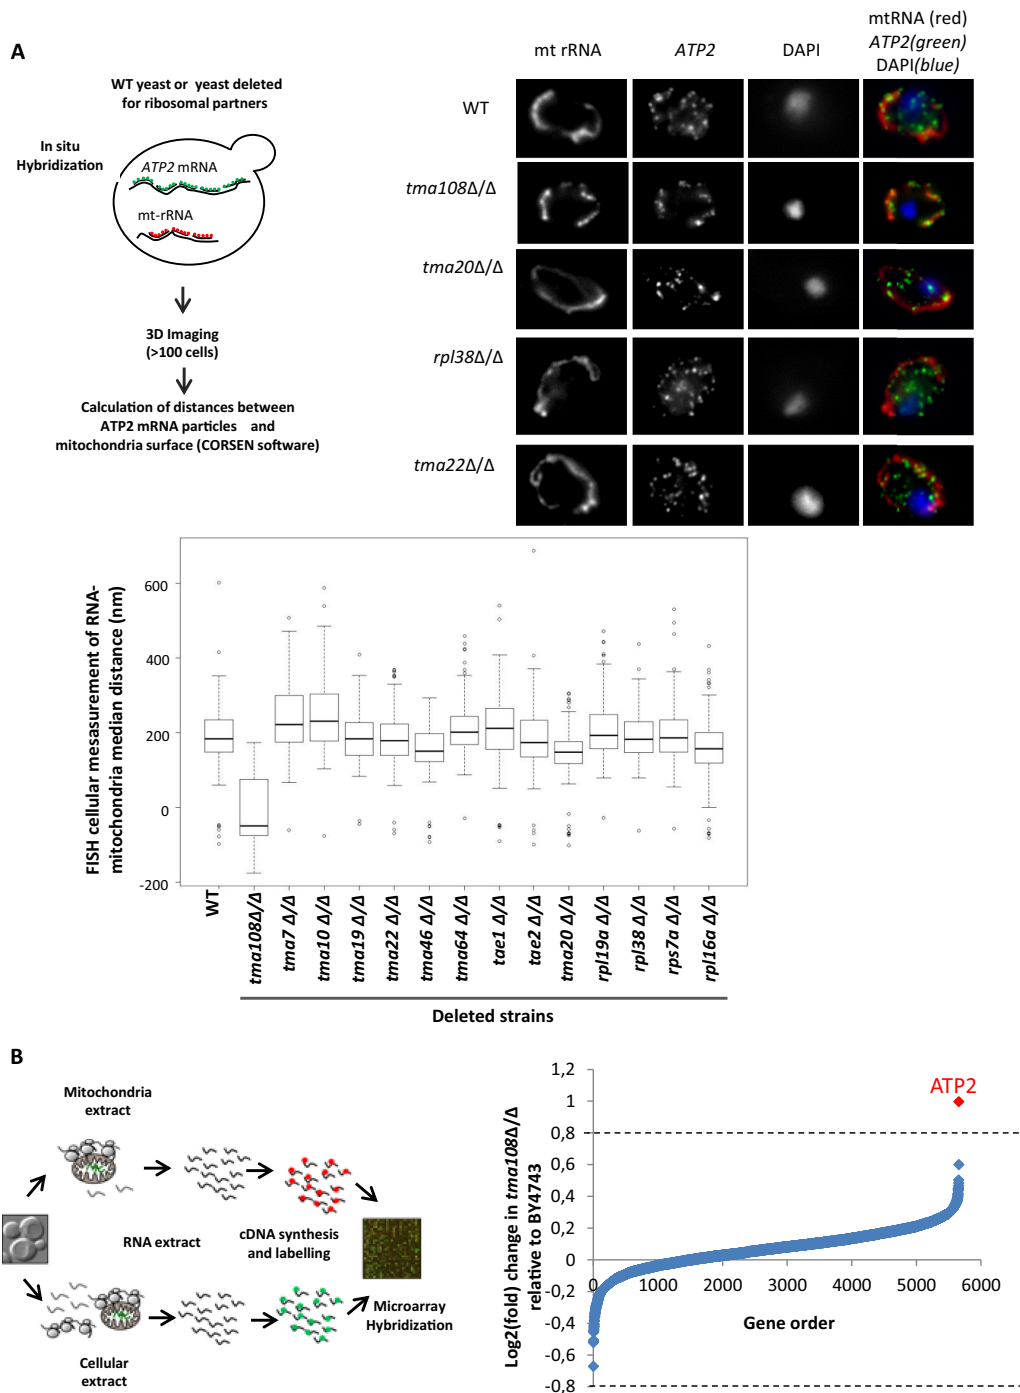 A
WT yeast or yeast deleted
for ribosomal partners
In situ
Hybridization
ATP2 mRNA
mt-rRNA
3D Imaging
(>100 cells)
Calculation of distances between
ATP2 mRNA particles and
mitochondria surface (CORSEN software)
mt rRNA
ATP2
DAPI
mtRNA (red)
ATP2(green)
DAPI(blue)
WT
tma108Δ/Δ
tma20Δ/Δ
rpl38Δ/Δ
tma22Δ/Δ
FISH cellular mesasurement of RNA-
mitochondria median distance (nm)
600
400
200
0
-200
WT
tma108Δ/Δ
tma7 Δ/Δ
tma10 Δ/Δ
tma19 Δ/Δ
tma22 Δ/Δ
tma46 Δ/Δ
tma64 Δ/Δ
tae1 Δ/Δ
tae2 Δ/Δ
tma20 Δ/Δ
rpl19a Δ/Δ
rpl38 Δ/Δ
rps7a Δ/Δ
rpl16a Δ/Δ
Deleted strains
B
Mitochondria
extract
RNA extract
cDNA synthesis
and labelling
Microarray
Hybridization
Cellular
extract
Log2(fold) change in tma108Δ/Δ
relative to BY4743
1,2
1
0,8
0,6
0,4
0,2
0
-0,2
-0,4
-0,6
-0,8
ATP2
0
1000
2000
3000
4000
5000
6000
Gene order